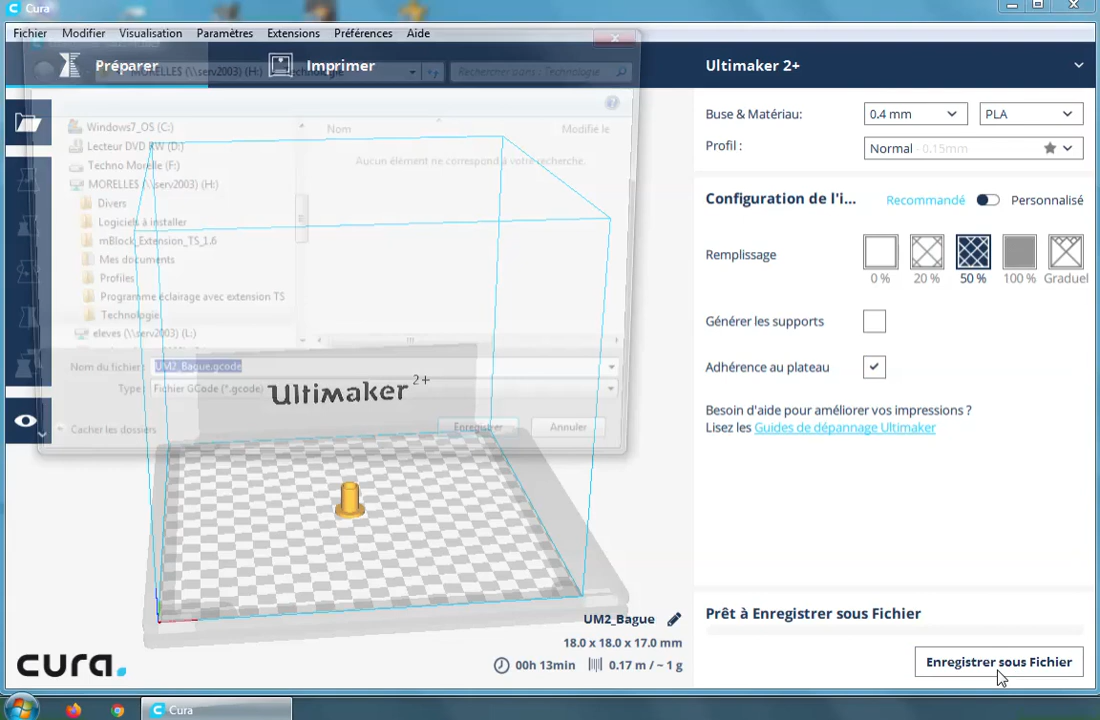 Cura
Fichier Modifier Visualisation Paramètres Extensions Préférences Aide
Préparer Imprimer
MORELLES (\\serv2003) (H:) Technologie
Rechercher dans : Technologie
Windows7_OS (C:)
Lecteur DVD RW (D:)
Techno Morelle (F:)
MORELLES (\\serv2003) (H:)
Divers
Logiciels à installer
mBlock_Extension_TS_1.6
Mes documents
Profiles
Programme éclairage avec extension TS
Technologie
eleves (\\serv2003) (L:)
Nom Modifié le
Aucun élément ne correspond à votre recherche.
Nom du fichier : UM2_Bague.gcode
Type : Fichier GCode (*.gcode)
Cacher les dossiers
Enregistrer Annuler
Ultimaker 2+
UM2_Bague
18.0 x 18.0 x 17.0 mm
00h 13min 0.17 m / ~ 1 g
cura.
Ultimaker 2+
Buse & Matériau: 0.4 mm PLA
Profil : Normal - 0.15mm
Configuration de l'i... Recommandé Personnalisé
Remplissage
0 % 20 % 50 % 100 % Graduel
Générer les supports
Adhérence au plateau
Besoin d'aide pour améliorer vos impressions ?
Lisez les Guides de dépannage Ultimaker
Prêt à Enregistrer sous Fichier
Enregistrer sous Fichier
Cura